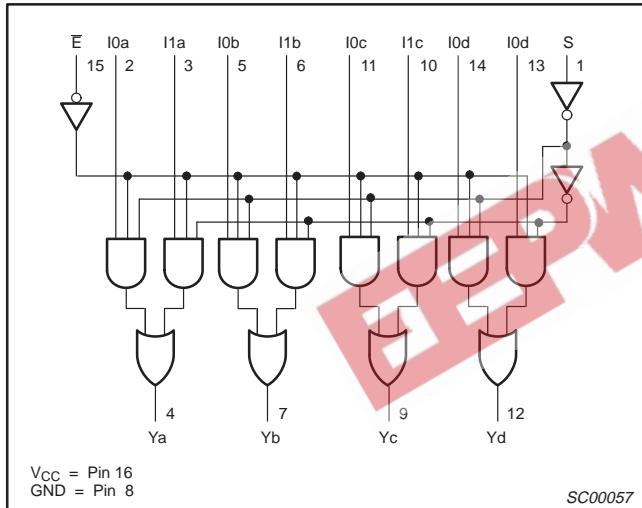 E̅ I0a I1a I0b I1b I0c I1c I0d I0d S
15 2 3 5 6 11 10 14 13 1
4 7 9 12
Ya Yb Yc Yd
VCC = Pin 16
GND = Pin 8
SC00057